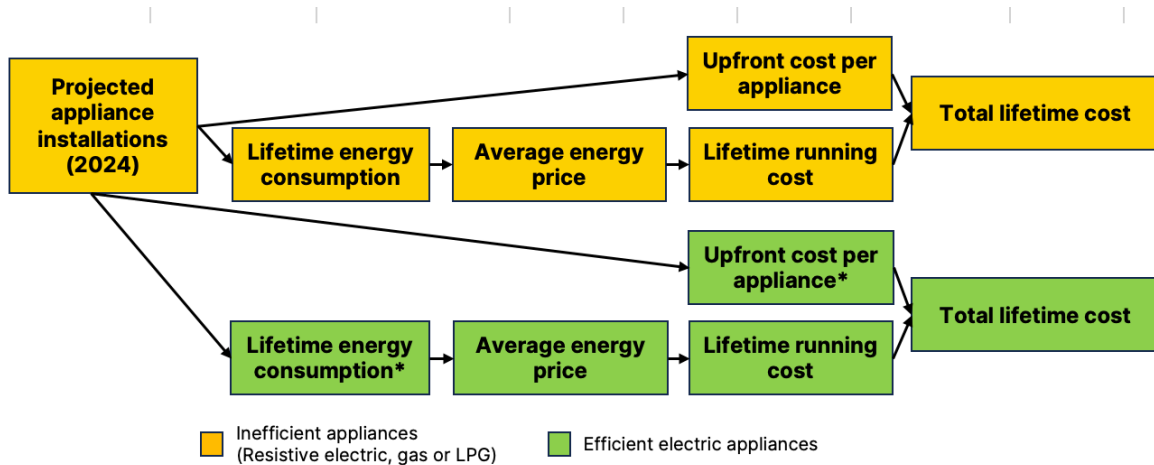 Projected
appliance
installations
(2024)
Upfront cost per
appliance
Total lifetime cost
Lifetime energy
consumption
Average energy
price
Lifetime running
cost
Upfront cost per
appliance*
Total lifetime cost
Lifetime energy
consumption*
Average energy
price
Lifetime running
cost
Inefficient appliances
(Resistive electric, gas or LPG)
Efficient electric appliances